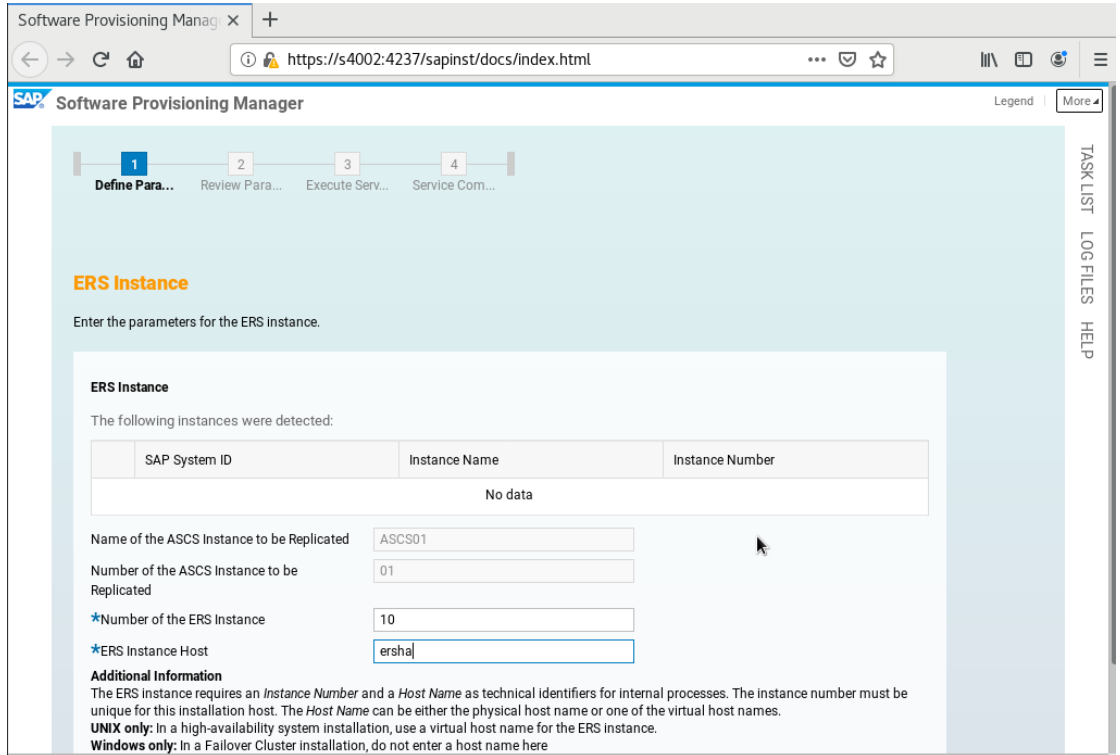 Software Provisioning Manag
https://s4002:4237/sapinst/docs/index.html
SAP Software Provisioning Manager
Legend
More
1 2 3 4
Define Para... Review Para... Execute Serv... Service Com...
TASK LIST
LOG FILES
HELP
ERS Instance
Enter the parameters for the ERS instance.
ERS Instance
The following instances were detected:
SAP System ID Instance Name Instance Number
No data
Name of the ASCS Instance to be Replicated ASCS01
Number of the ASCS Instance to be
Replicated
01
*Number of the ERS Instance 10
*ERS Instance Host ersha
Additional Information
The ERS instance requires an Instance Number and a Host Name as technical identifiers for internal processes. The instance number must be
unique for this installation host. The Host Name can be either the physical host name or one of the virtual host names.
UNIX only: In a high-availability system installation, use a virtual host name for the ERS instance.
Windows only: In a Failover Cluster installation, do not enter a host name here